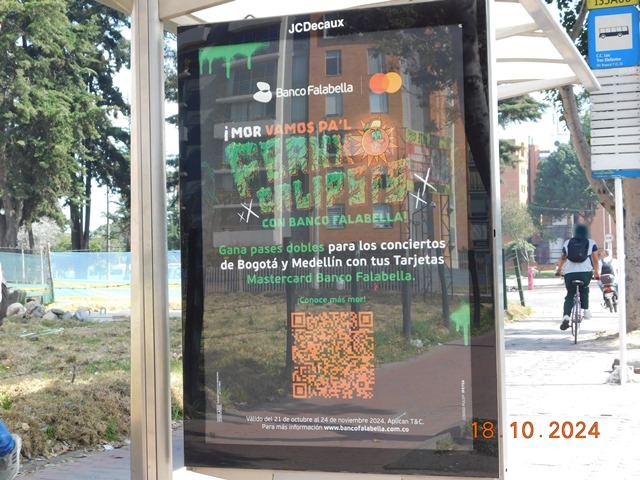 JCDecaux
Banco Falabella
¡MOR VAMOS PA'L
FERXXO
CALIPSIS
CON BANCO FALABELLA!
Gana pases dobles para los conciertos
de Bogotá y Medellín con tus Tarjetas
Mastercard Banco Falabella.
¡Conoce más mor!
Válido del 21 de octubre al 24 de noviembre 2024. Aplican T&C.
Para más información www.bancofalabella.com.co
18.10.2024